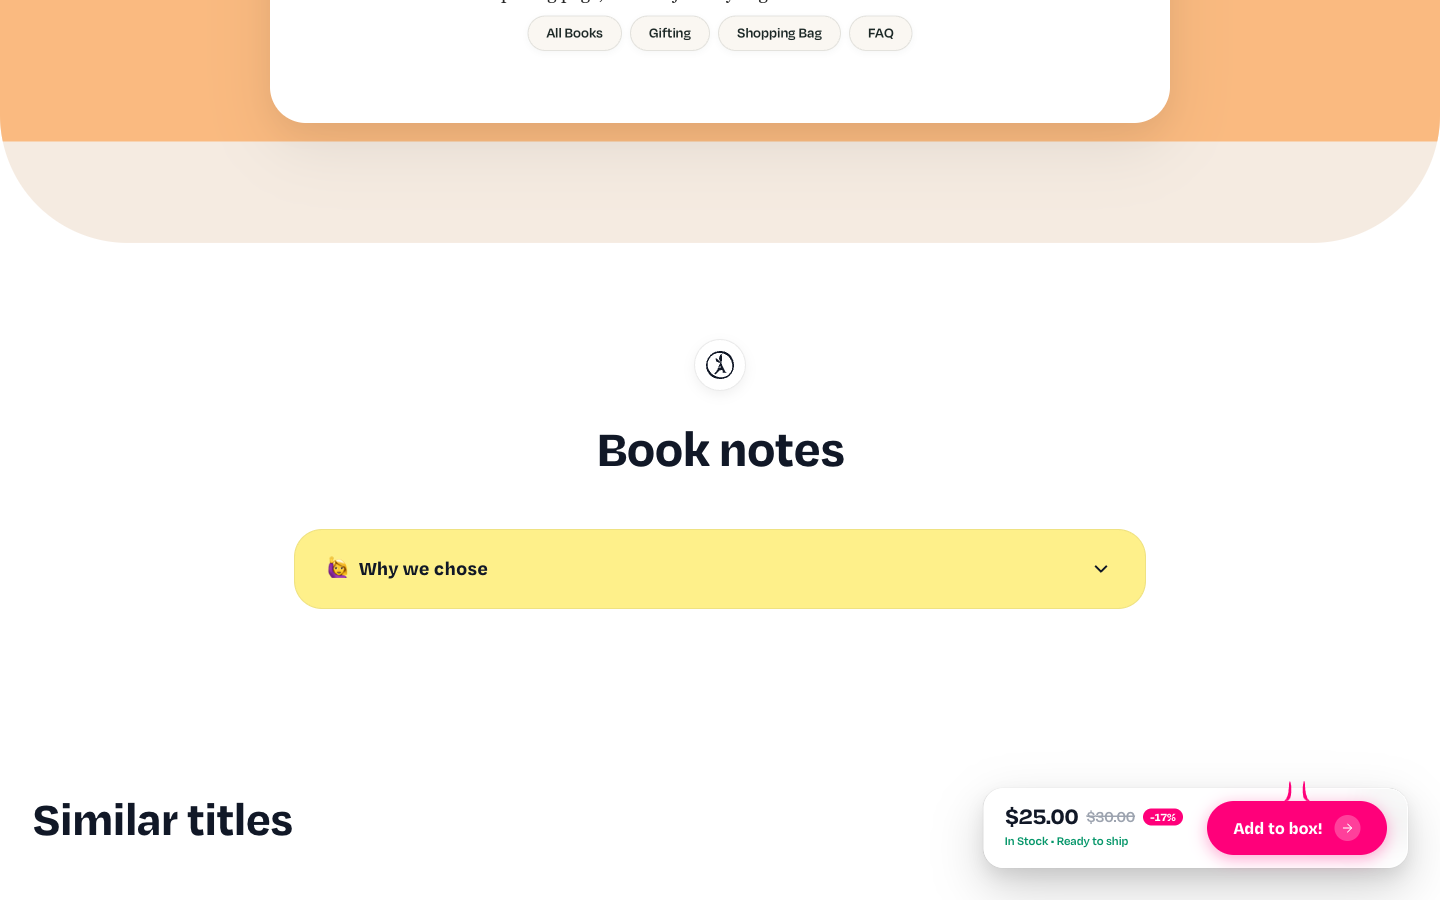 All Books
Gifting
Shopping Bag
FAQ
Book notes
Why we chose
Similar titles
$25.00 $30.00 -17%
In Stock • Ready to ship
Add to box!